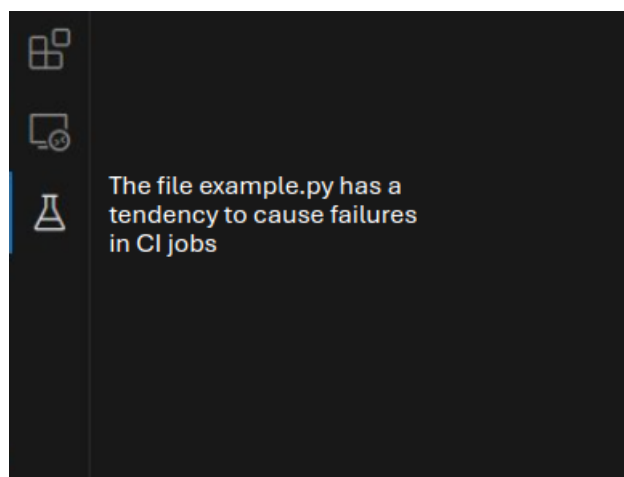 The file example.py has a
tendency to cause failures
in CI jobs